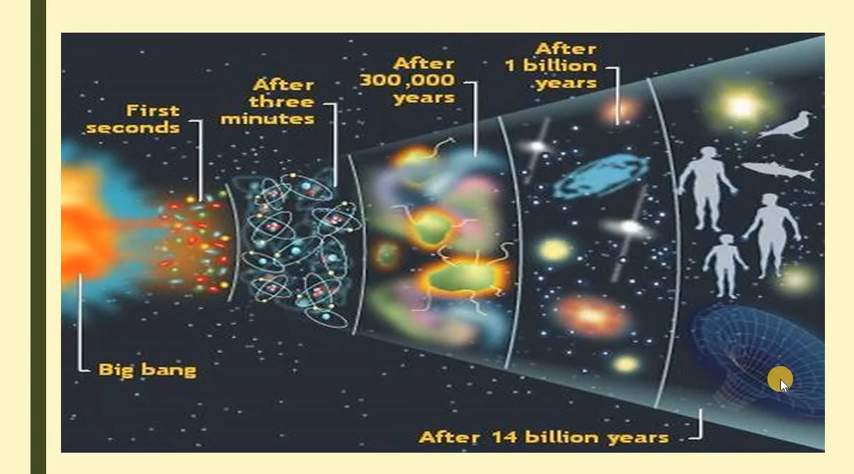 First
seconds
After
three
minutes
After
300,000
years
After
1 billion
years
Big bang
After 14 billion years